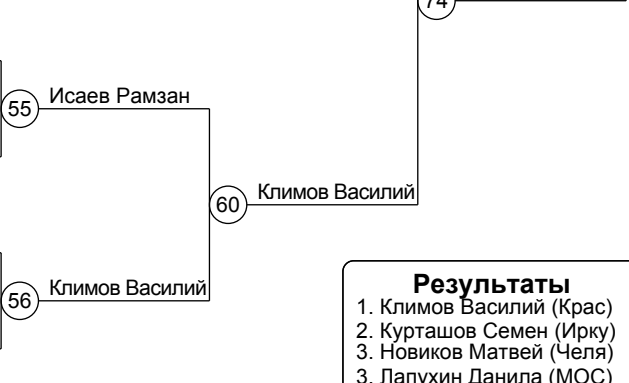 74
55 Исаев Рамзан
60 Климов Василий
56 Климов Василий
Результаты
1. Климов Василий (Крас)
2. Курташов Семен (Ирку)
3. Новиков Матвей (Челя)
3. Лапухин Данила (МОС)